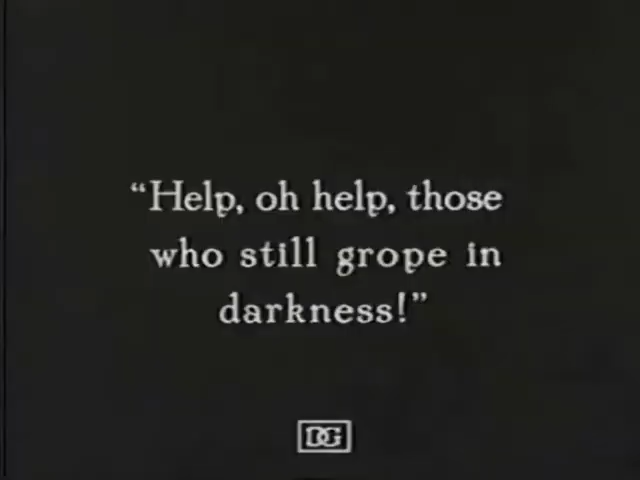 “Help, oh help, those
who still grope in
darkness!”
DG